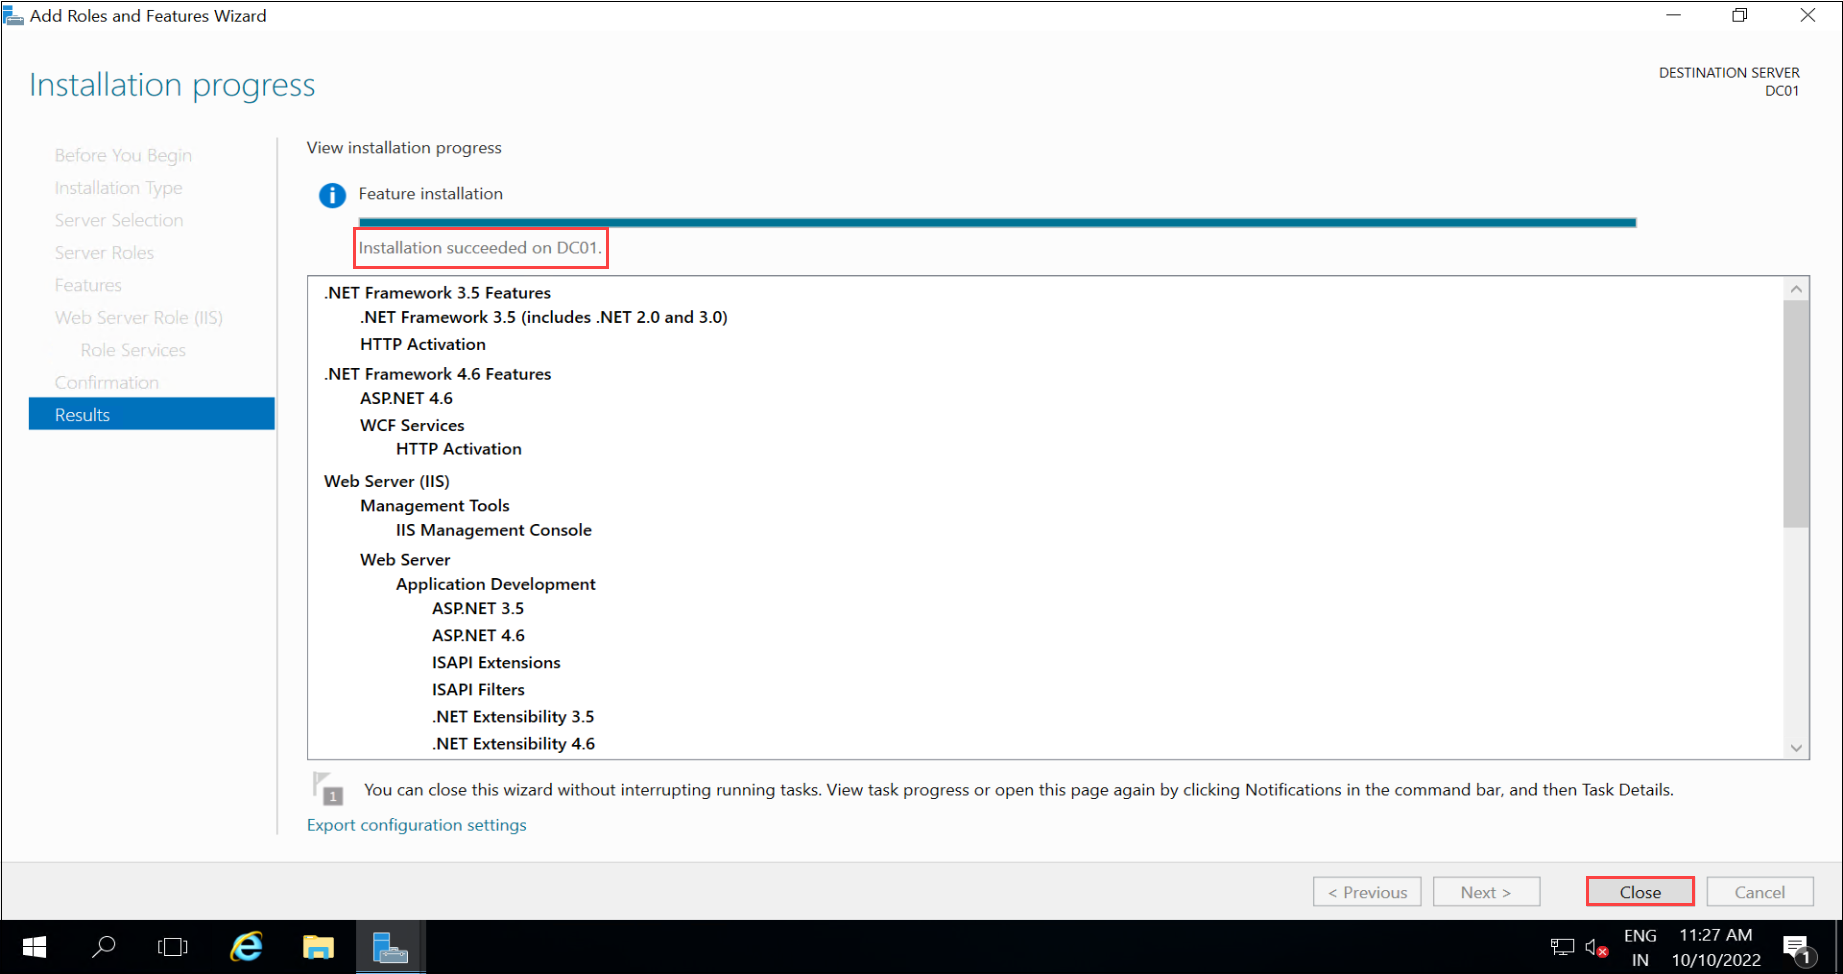 Add Roles and Features Wizard
Installation progress
DESTINATION SERVER
DC01
Before You Begin
Installation Type
Server Selection
Server Roles
Features
Web Server Role (IIS)
Role Services
Confirmation
Results
View installation progress
Feature installation
Installation succeeded on DC01.
.NET Framework 3.5 Features
.NET Framework 3.5 (includes .NET 2.0 and 3.0)
HTTP Activation
.NET Framework 4.6 Features
ASP.NET 4.6
WCF Services
HTTP Activation
Web Server (IIS)
Management Tools
IIS Management Console
Web Server
Application Development
ASP.NET 3.5
ASP.NET 4.6
ISAPI Extensions
ISAPI Filters
.NET Extensibility 3.5
.NET Extensibility 4.6
1
You can close this wizard without interrupting running tasks. View task progress or open this page again by clicking Notifications in the command bar, and then Task Details.
Export configuration settings
< Previous
Next >
Close
Cancel
ENG
IN
11:27 AM
10/10/2022
1